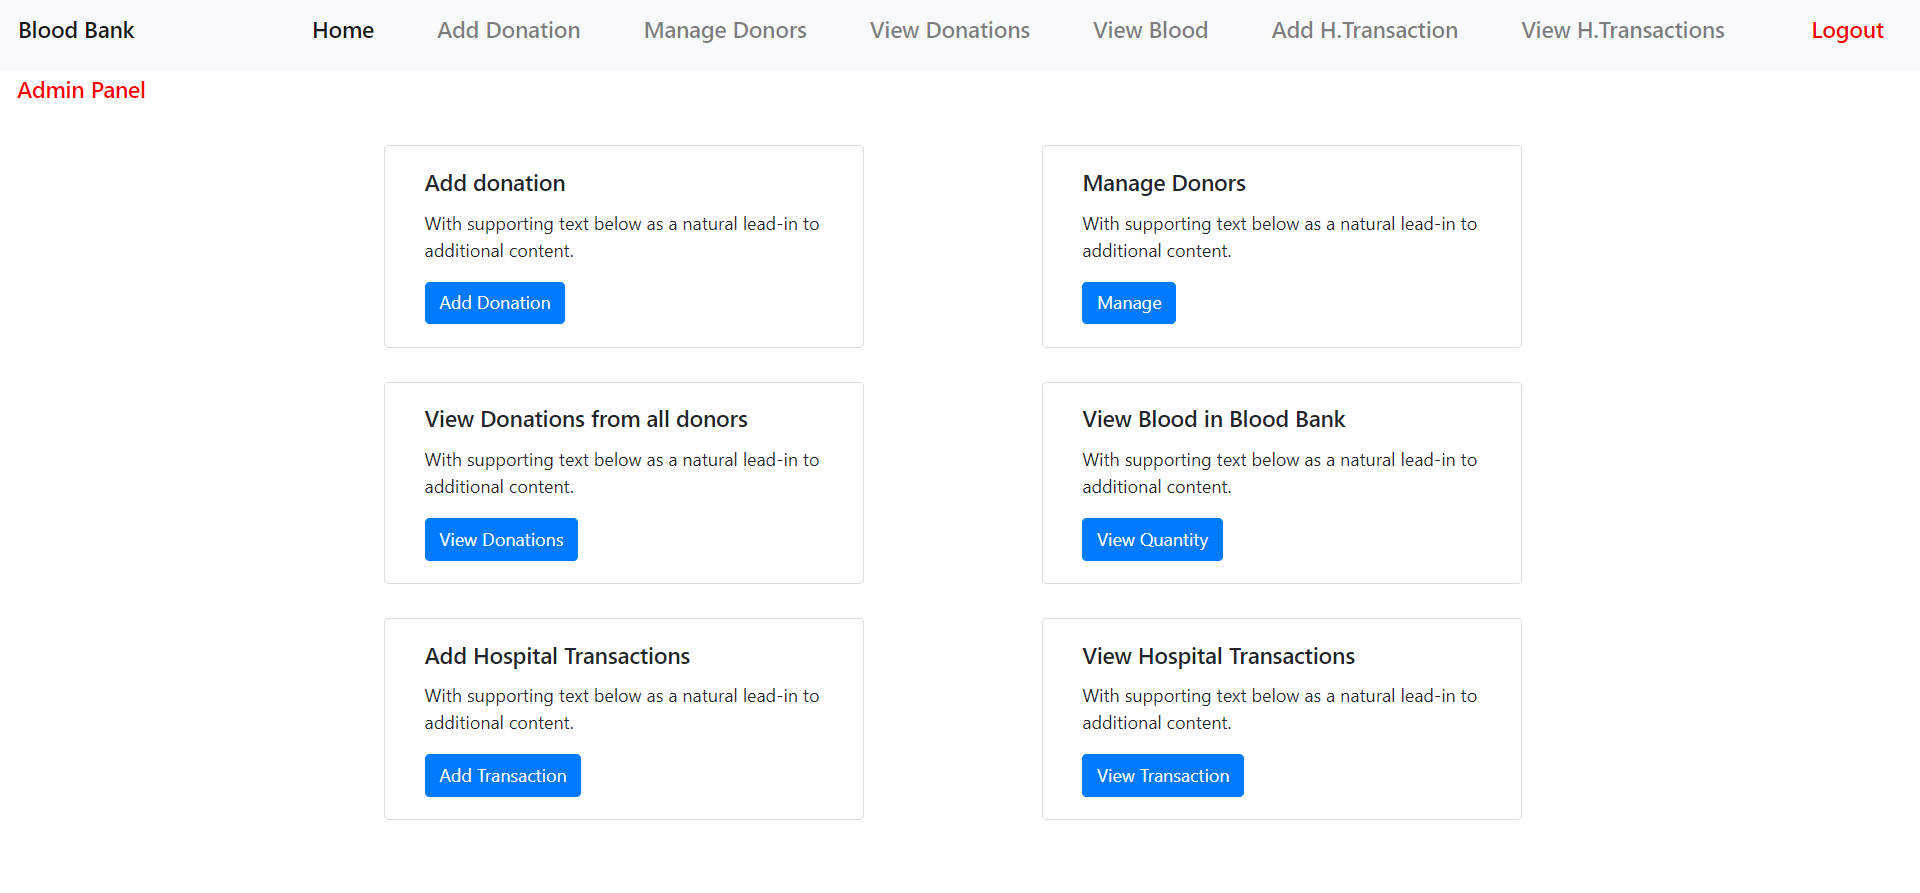 Blood Bank Home Add Donation Manage Donors View Donations View Blood Add H.Transaction View H.Transactions Logout
Admin Panel
Add donation
With supporting text below as a natural lead-in to
additional content.
Add Donation
Manage Donors
With supporting text below as a natural lead-in to
additional content.
Manage
View Donations from all donors
With supporting text below as a natural lead-in to
additional content.
View Donations
View Blood in Blood Bank
With supporting text below as a natural lead-in to
additional content.
View Quantity
Add Hospital Transactions
With supporting text below as a natural lead-in to
additional content.
Add Transaction
View Hospital Transactions
With supporting text below as a natural lead-in to
additional content.
View Transaction